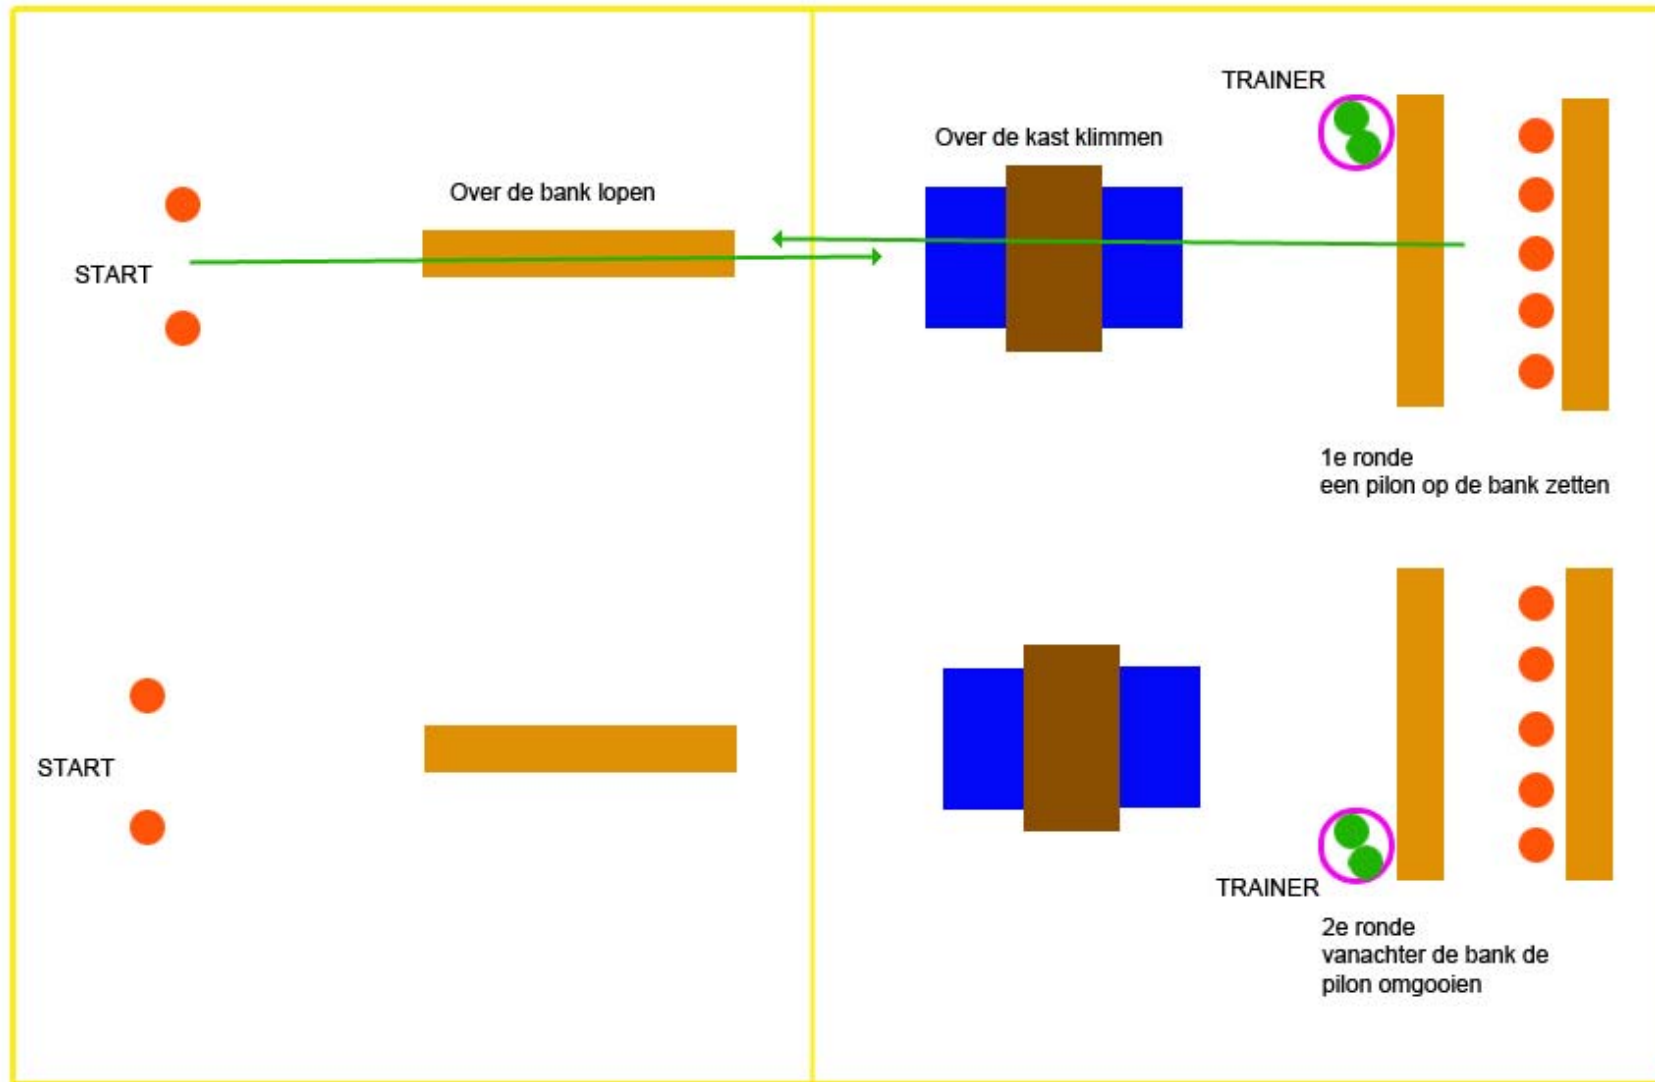 TRAINER
Over de kast klimmen
Over de bank lopen
START
1e ronde
een pilon op de bank zetten
START
TRAINER
2e ronde
vanachter de bank de
pilon omgooien